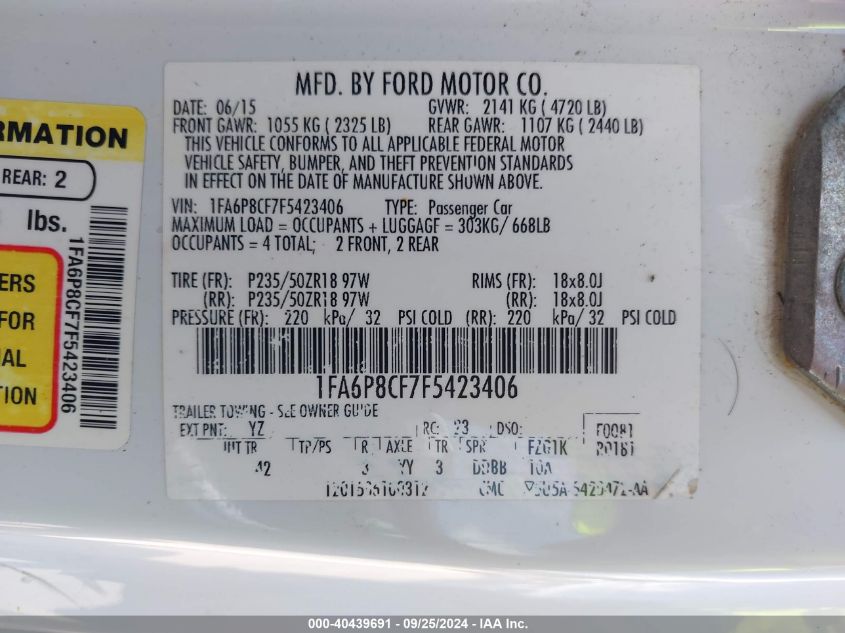 MFD. BY FORD MOTOR CO.
DATE: 06/15 GVWR: 2141 KG ( 4720 LB)
FRONT GAWR: 1055 KG ( 2325 LB) REAR GAWR: 1107 KG ( 2440 LB)
THIS VEHICLE CONFORMS TO ALL APPLICABLE FEDERAL MOTOR
VEHICLE SAFETY, BUMPER, AND THEFT PREVENTION STANDARDS
IN EFFECT ON THE DATE OF MANUFACTURE SHOWN ABOVE.
VIN: 1FA6P8CF7F5423406 TYPE: Passenger Car
MAXIMUM LOAD = OCCUPANTS + LUGGAGE = 303KG/ 668LB
OCCUPANTS = 4 TOTAL; 2 FRONT, 2 REAR
TIRE (FR): P235/50ZR18 97W RIMS (FR): 18x8.0J
(RR): P235/50ZR18 97W (RR): 18x8.0J
PRESSURE (FR): 220 kPa/ 32 PSI COLD (RR): 220 kPa/ 32 PSI COLD
1FA6P8CF7F5423406
TRAILER TOWING - SEE OWNER GUIDE
EXT PNT: YZ RC: 23 DSO: F0081
INT TR TP/PS R AXLE TR SPR
42 3 YY 3 DDBB
RMATION
REAR: 2
lbs.
1FA6P8CF7F5423406
ERS
FOR
AL
TION
000-40439691 - 09/25/2024 - IAA Inc.